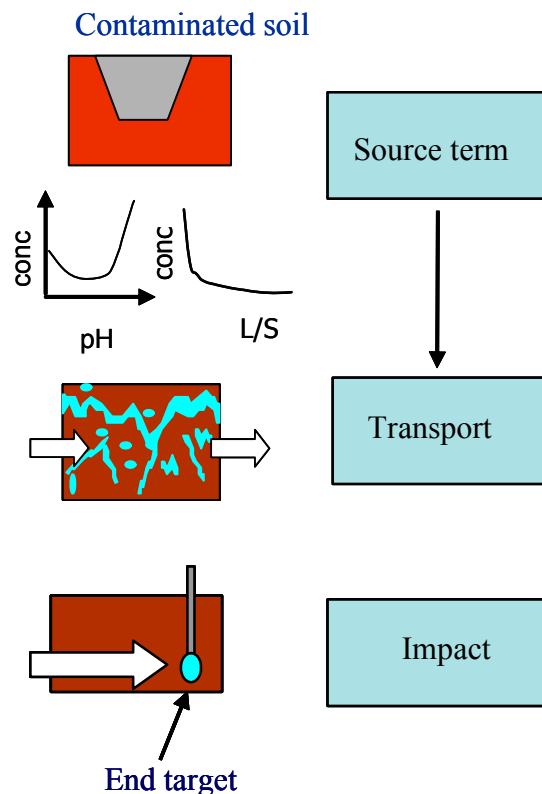 Contaminated soil
Source term
conc
pH
conc
L/S
Transport
Impact
End target